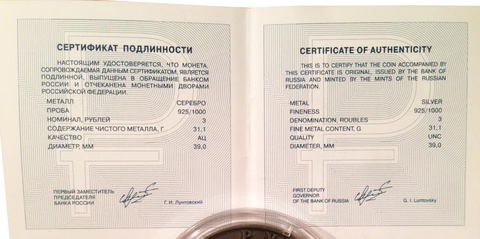 СЕРТИФИКАТ ПОДЛИННОСТИ
НАСТОЯЩИМ УДОСТОВЕРЯЕТСЯ, ЧТО МОНЕТА,
СОПРОВОЖДАЕМАЯ ДАННЫМ СЕРТИФИКАТОМ, ЯВЛЯЕТСЯ
ПОДЛИННОЙ, ВЫПУЩЕНА В ОБРАЩЕНИЕ БАНКОМ
РОССИИ И ОТЧЕКАНЕНА МОНЕТНЫМИ ДВОРАМИ
РОССИЙСКОЙ ФЕДЕРАЦИИ.
МЕТАЛЛ СЕРЕБРО
ПРОБА 925/1000
НОМИНАЛ, РУБЛЕЙ 3
СОДЕРЖАНИЕ ЧИСТОГО МЕТАЛЛА, Г 31,1
КАЧЕСТВО АЦ
ДИАМЕТР, ММ 39,0
ПЕРВЫЙ ЗАМЕСТИТЕЛЬ
ПРЕДСЕДАТЕЛЯ
БАНКА РОССИИ Г. И. Лунтовский
CERTIFICATE OF AUTHENTICITY
THIS IS TO CERTIFY THAT THE COIN ACCOMPANIED BY
THIS CERTIFICATE IS ORIGINAL, ISSUED BY THE BANK OF
RUSSIA AND MINTED BY THE MINTS OF THE RUSSIAN
FEDERATION.
METAL SILVER
FINENESS 925/1000
DENOMINATION, ROUBLES 3
FINE METAL CONTENT, G 31,1
QUALITY UNC
DIAMETER, MM 39,0
FIRST DEPUTY
GOVERNOR
OF THE BANK OF RUSSIA G. I. Luntovsky